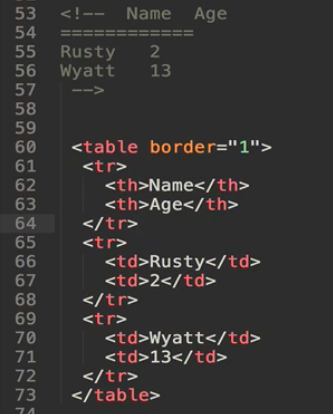 53 <!--  Name  Age
54 ============
55 Rusty   2
56 Wyatt   13
57  -->
58
59
60  <table border="1">
61   <tr>
62     <th>Name</th>
63     <th>Age</th>
64   </tr>
65   <tr>
66     <td>Rusty</td>
67     <td>2</td>
68   </tr>
69   <tr>
70     <td>Wyatt</td>
71     <td>13</td>
72   </tr>
73  </table>